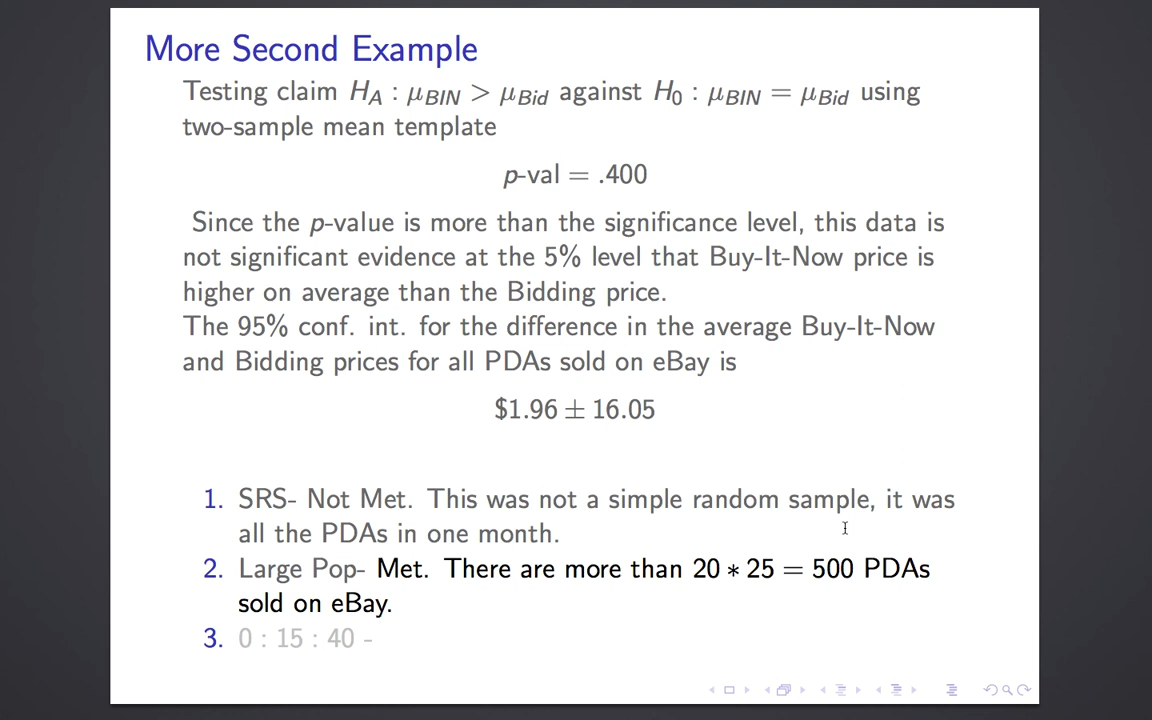 More Second Example
Testing claim H_A : μ_BIN > μ_Bid against H_0 : μ_BIN = μ_Bid using
two-sample mean template
p-val = .400
Since the p-value is more than the significance level, this data is
not significant evidence at the 5% level that Buy-It-Now price is
higher on average than the Bidding price.
The 95% conf. int. for the difference in the average Buy-It-Now
and Bidding prices for all PDAs sold on eBay is
$1.96 ± 16.05
1. SRS- Not Met. This was not a simple random sample, it was
all the PDAs in one month.
2. Large Pop- Met. There are more than 20 ∗ 25 = 500 PDAs
sold on eBay.
3. 0 : 15 : 40 -